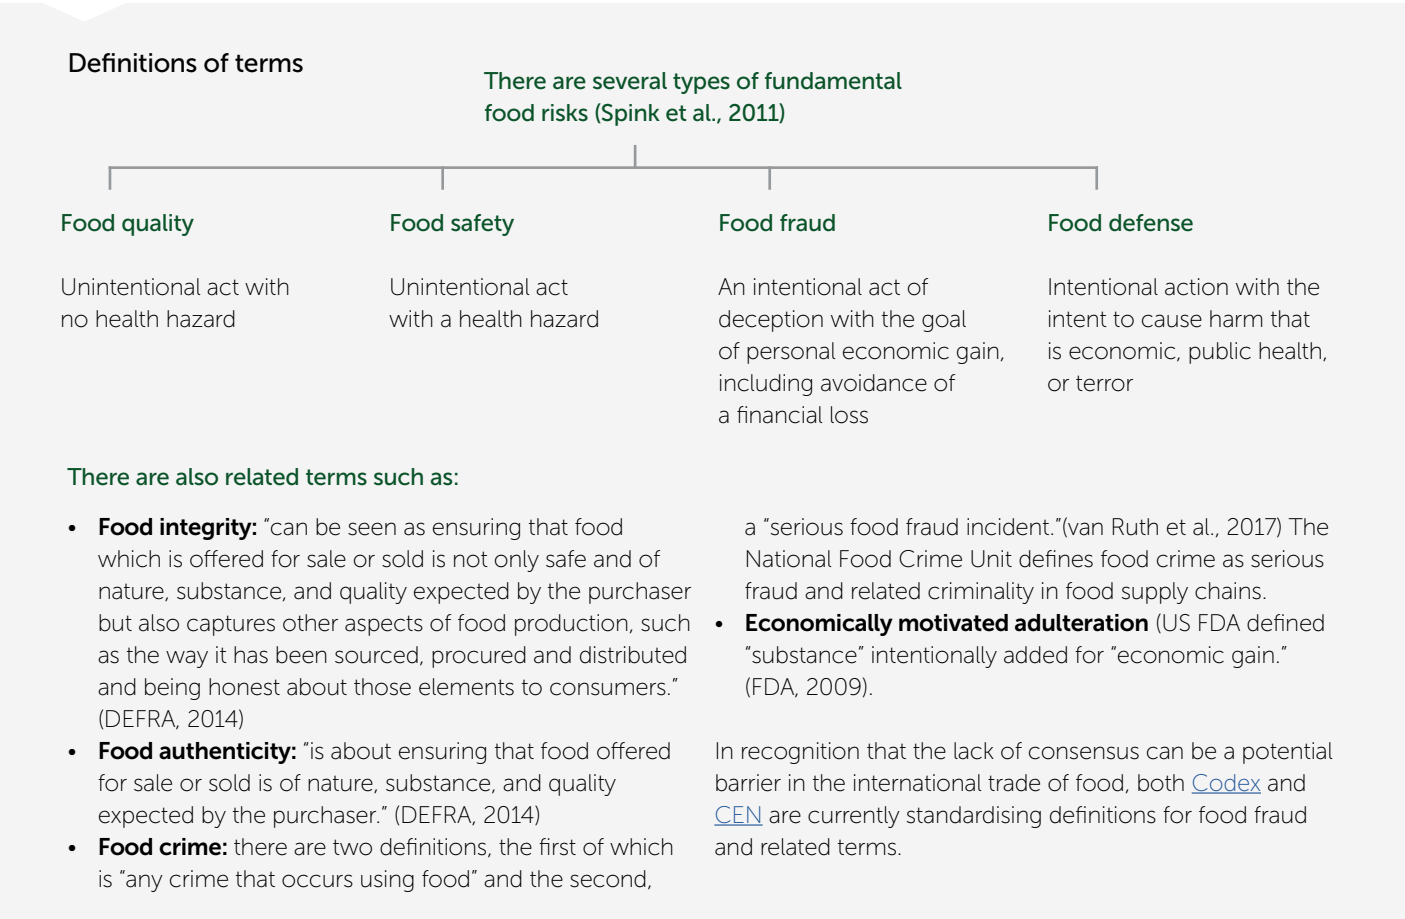 Definitions of terms
There are several types of fundamental
food risks (Spink et al., 2011)
Food quality
Unintentional act with
no health hazard
Food safety
Unintentional act
with a health hazard
Food fraud
An intentional act of
deception with the goal
of personal economic gain,
including avoidance of
a financial loss
Food defense
Intentional action with the
intent to cause harm that
is economic, public health,
or terror
There are also related terms such as:
• Food integrity: “can be seen as ensuring that food
which is offered for sale or sold is not only safe and of
nature, substance, and quality expected by the purchaser
but also captures other aspects of food production, such
as the way it has been sourced, procured and distributed
and being honest about those elements to consumers.”
(DEFRA, 2014)
• Food authenticity: “is about ensuring that food offered
for sale or sold is of nature, substance, and quality
expected by the purchaser.” (DEFRA, 2014)
• Food crime: there are two definitions, the first of which
is “any crime that occurs using food” and the second,
a “serious food fraud incident.”(van Ruth et al., 2017) The
National Food Crime Unit defines food crime as serious
fraud and related criminality in food supply chains.
• Economically motivated adulteration (US FDA defined
“substance” intentionally added for “economic gain.”
(FDA, 2009).
In recognition that the lack of consensus can be a potential
barrier in the international trade of food, both Codex and
CEN are currently standardising definitions for food fraud
and related terms.